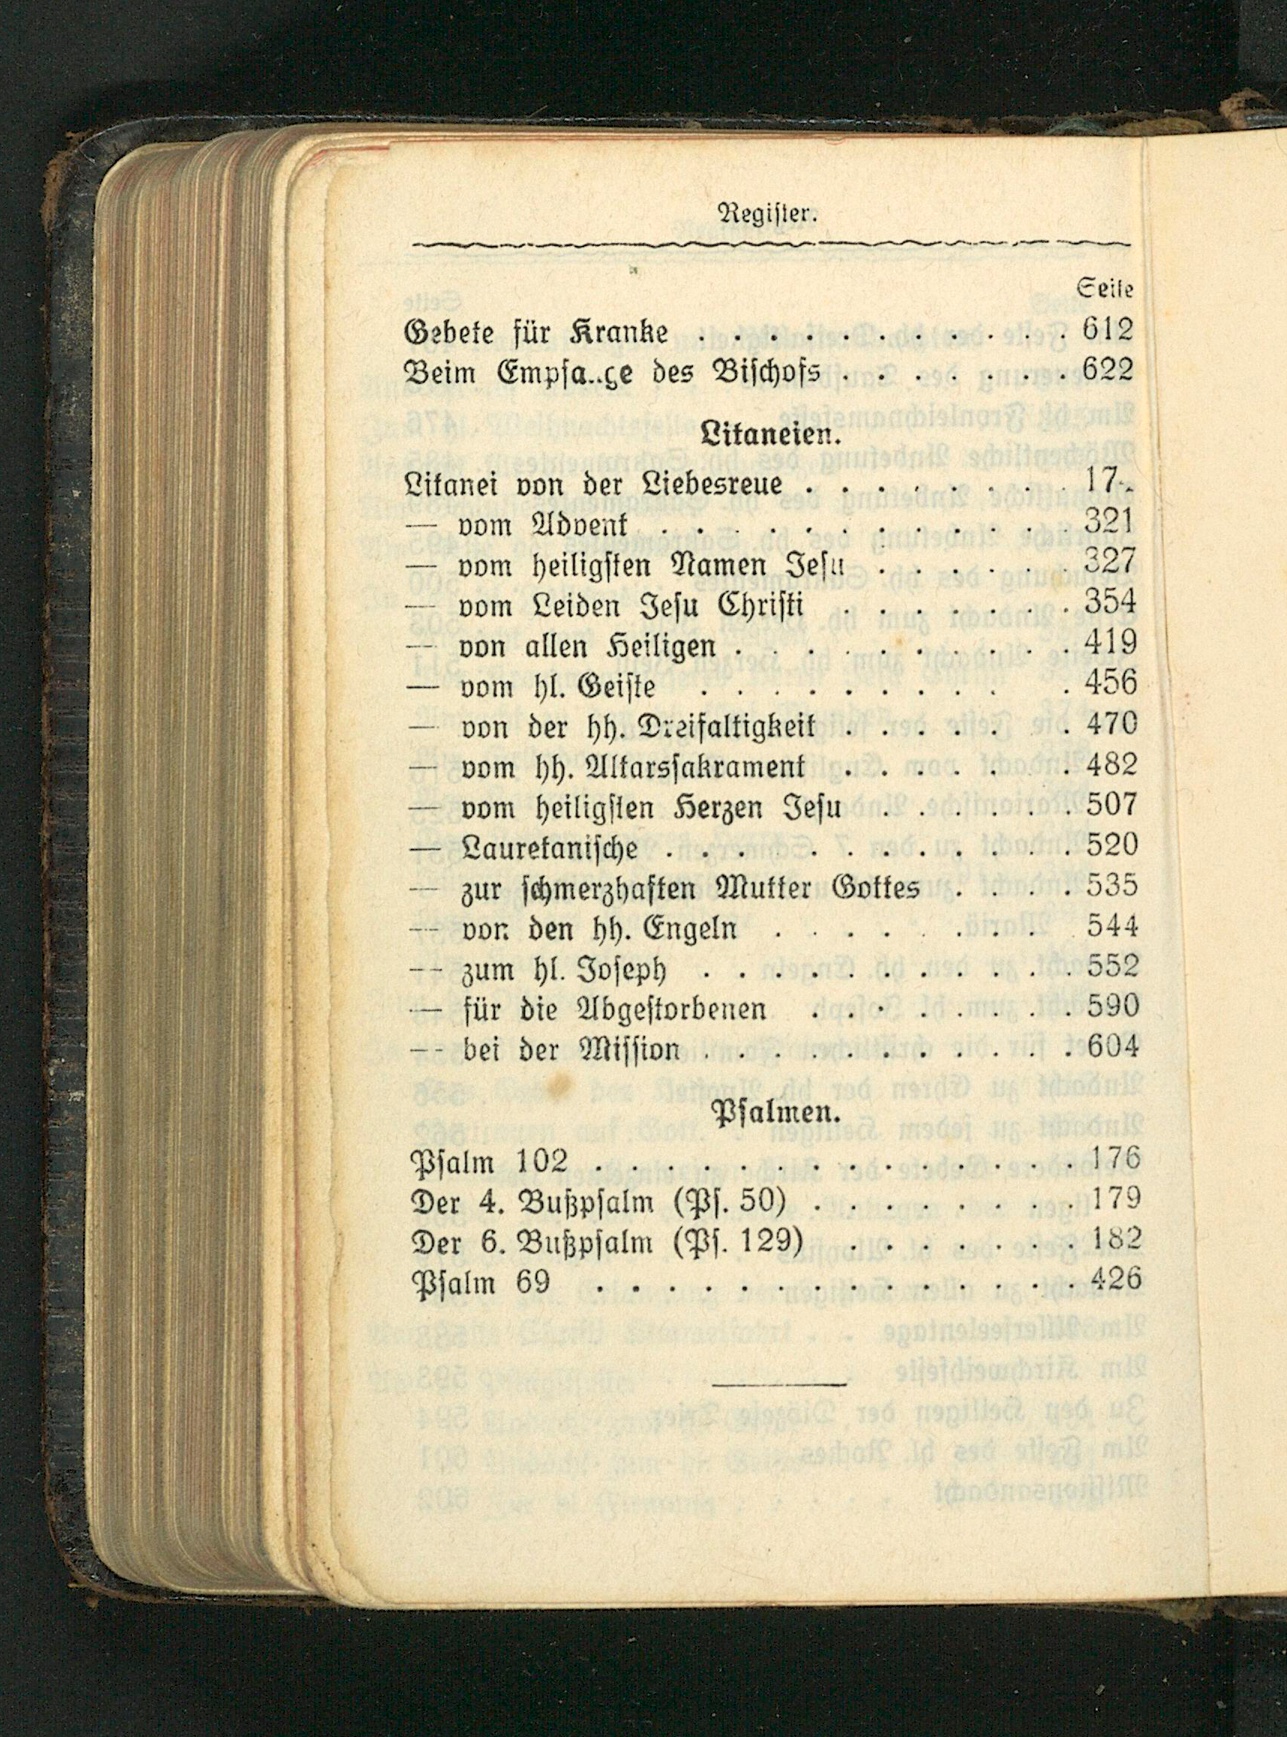 Register.
Seite
Gebete für Kranke . . . . . . . . . . . 612
Beim Empfa..ge des Bischofs . . . . . . . 622
Litaneien.
Litanei von der Liebesreue . . . . . . . .
— vom Advent . . . . . . . . . . . . 321
— vom heiligsten Namen Jesu . . . . . . 327
— vom Leiden Jesu Christi . . . . . . . 354
— von allen Heiligen . . . . . . . . . . 419
— vom hl. Geiste . . . . . . . . . . 456
— von der hh. Dreifaltigkeit . . . . . . . 470
— vom hh. Altarssakrament . . . . . . . 482
— vom heiligsten Herzen Jesu . . . . . . 507
— Lauretanische . . . . . . . . . . . . 520
— zur schmerzhaften Mutter Gottes . . . . 535
— von den hh. Engeln . . . . . . . . 544
— zum hl. Joseph . . . . . . . . . . . 552
— für die Abgestorbenen . . . . . . . . 590
— bei der Mission . . . . . . . . . . . 604
Psalmen.
Psalm 102 . . . . . . . . . . . . . . 176
Der 4. Bußpsalm (Ps. 50) . . . . . . . . 179
Der 6. Bußpsalm (Ps. 129) . . . . . . . 182
Psalm 69 . . . . . . . . . . . . . . 426